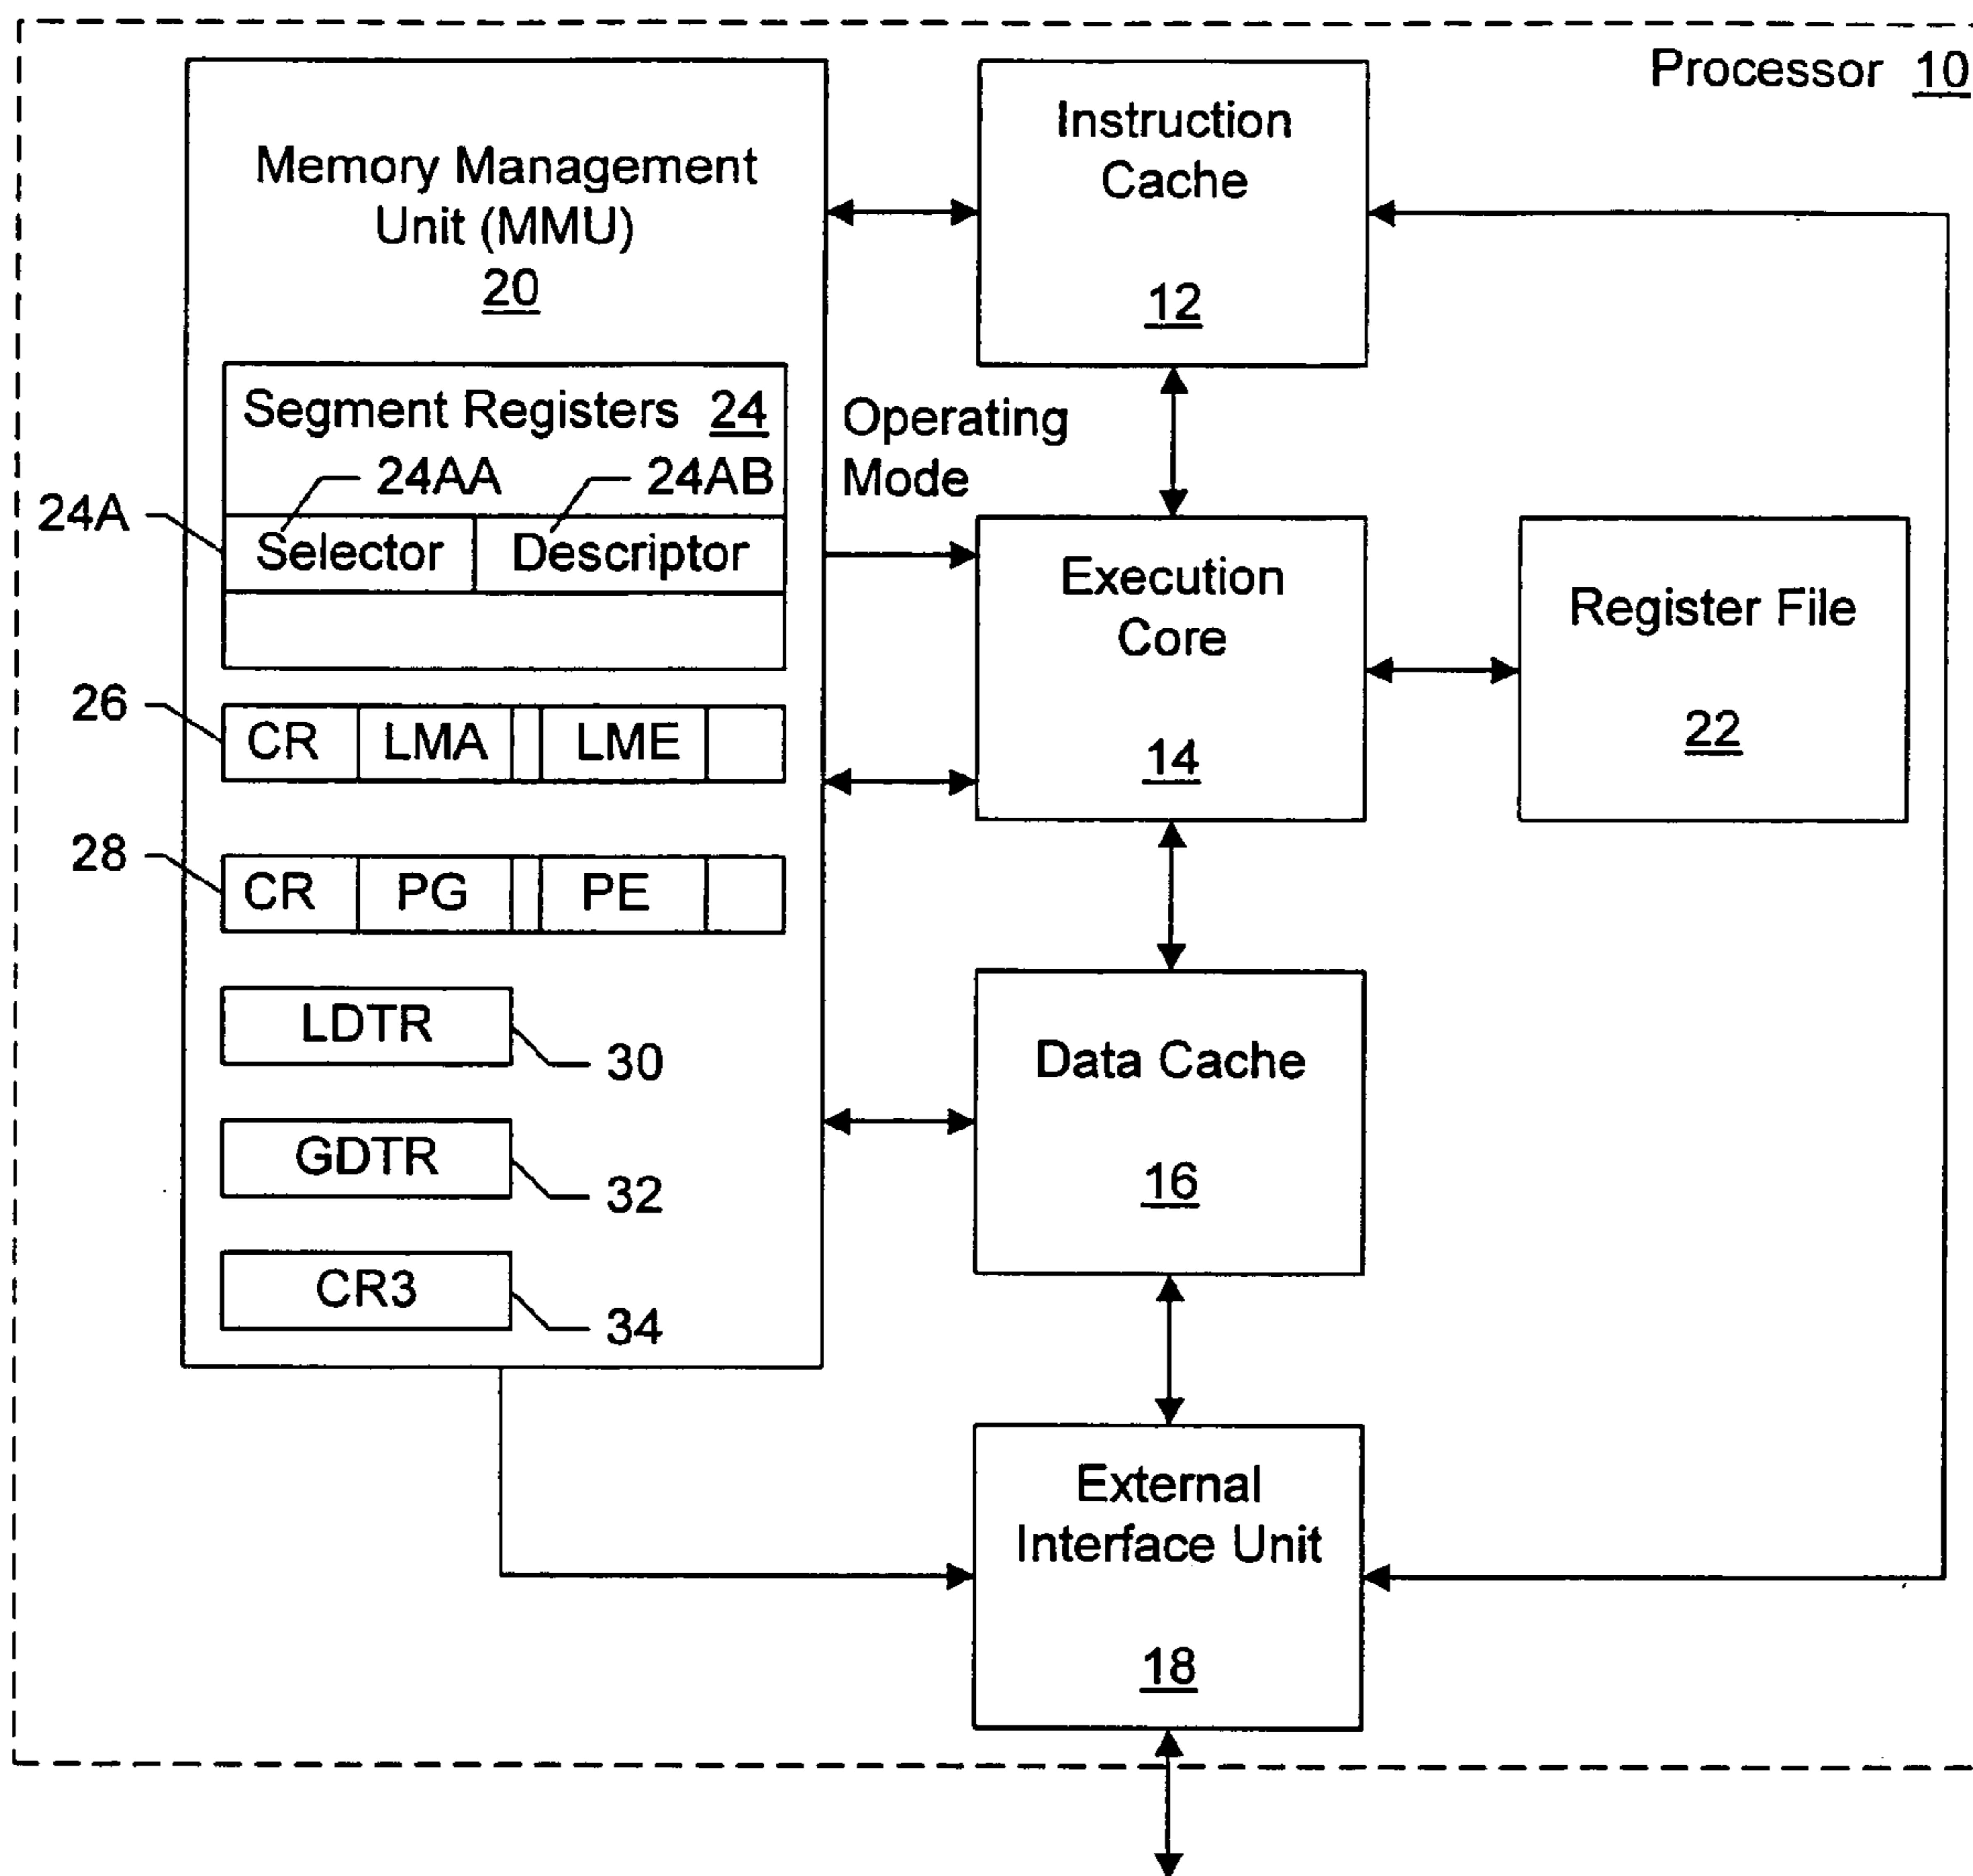 Processor 10
Memory Management
Unit (MMU)
20
Segment Registers 24
24AA
24AB
24A
Selector
Descriptor
26
CR
LMA
LME
28
CR
PG
PE
LDTR
30
GDTR
32
CR3
34
Operating
Mode
Instruction
Cache
12
Execution
Core
14
Register File
22
Data Cache
16
External
Interface Unit
18